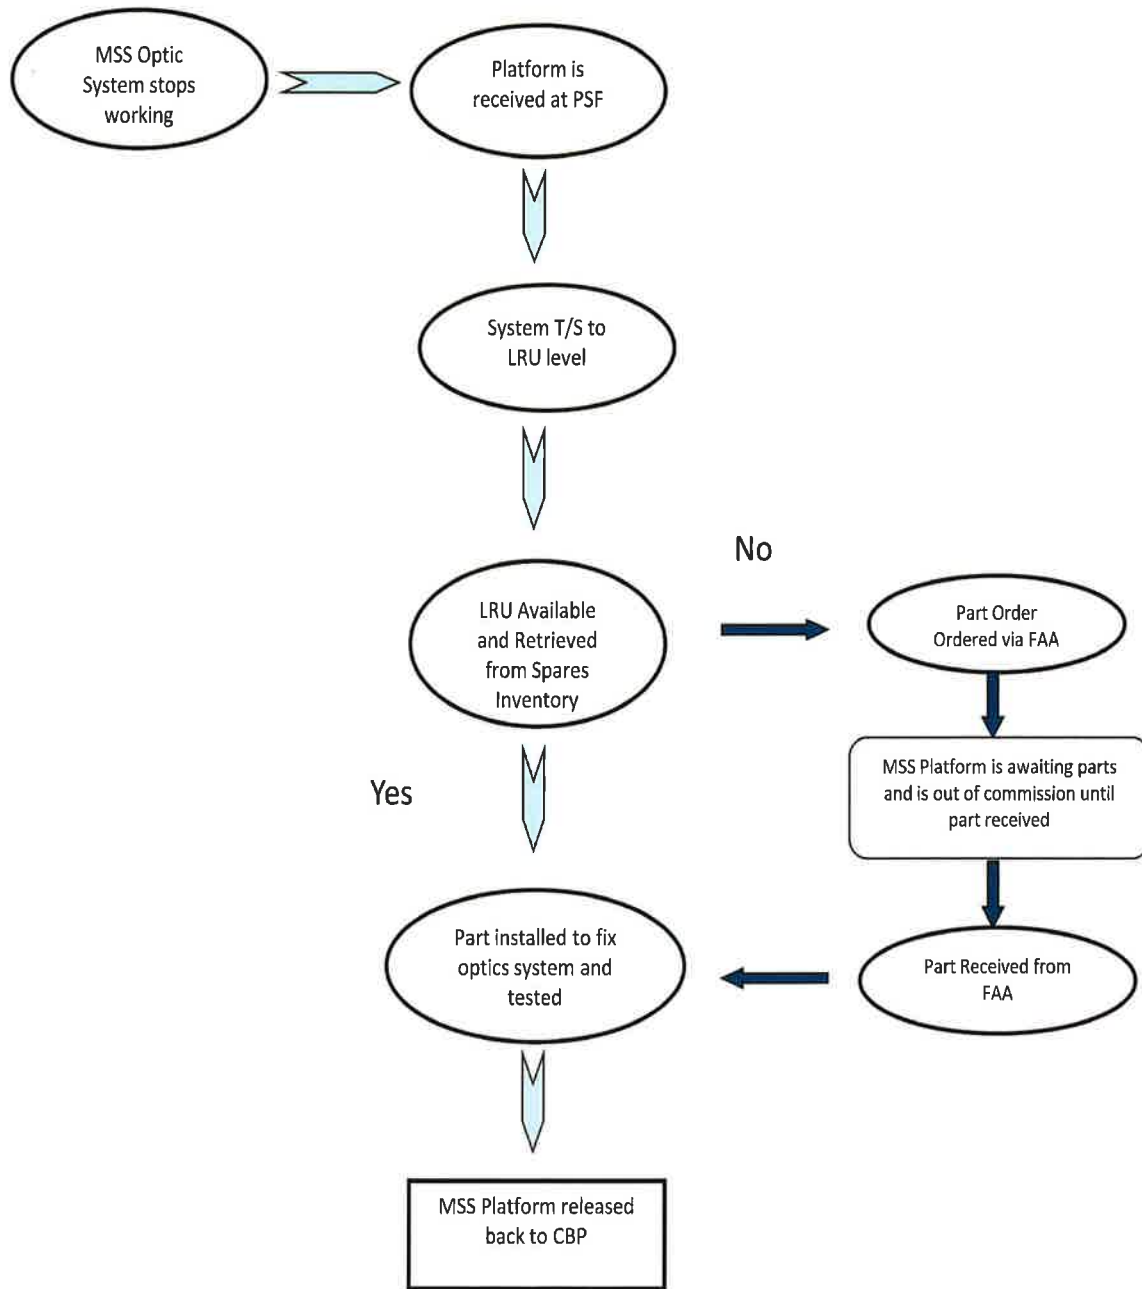 MSS Optic
System stops
working
Platform is
received at PSF
System T/S to
LRU level
No
LRU Available
and Retrieved
from Spares
Inventory
Part Order
Ordered via FAA
MSS Platform is awaiting parts
and is out of commission until
part received
Yes
Part installed to fix
optics system and
tested
Part Received from
FAA
MSS Platform released
back to CBP